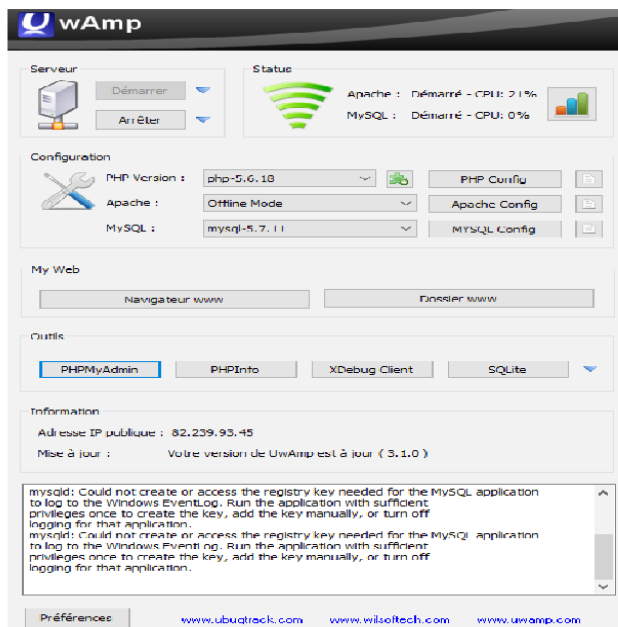 U wAmp
Serveur
Démarrer
Arrêter
Status
Apache : Démarré - CPU: 21%
MySQL : Démarré - CPU: 0%
Configuration
PHP Version : php-5.6.18 PHP Config
Apache : Offline Mode Apache Config
MySQL : mysql-5.7.11 MYSQL Config
My Web
Navigateur www Dossier www
Outils
PHPMyAdmin PHPInfo XDebug Client SQLite
Information
Adresse IP publique : 82.239.93.45
Mise à jour : Votre version de UwAmp est à jour ( 3.1.0 )
mysqld: Could not create or access the registry key needed for the MySQL application
to log to the Windows EventLog. Run the application with sufficient
privileges once to create the key, add the key manually, or turn off
logging for that application.
mysqld: Could not create or access the registry key needed for the MySQL application
to log to the Windows EventLog. Run the application with sufficient
privileges once to create the key, add the key manually, or turn off
logging for that application.
Préférences www.ubugtrack.com www.wilsoftech.com www.uwamp.com